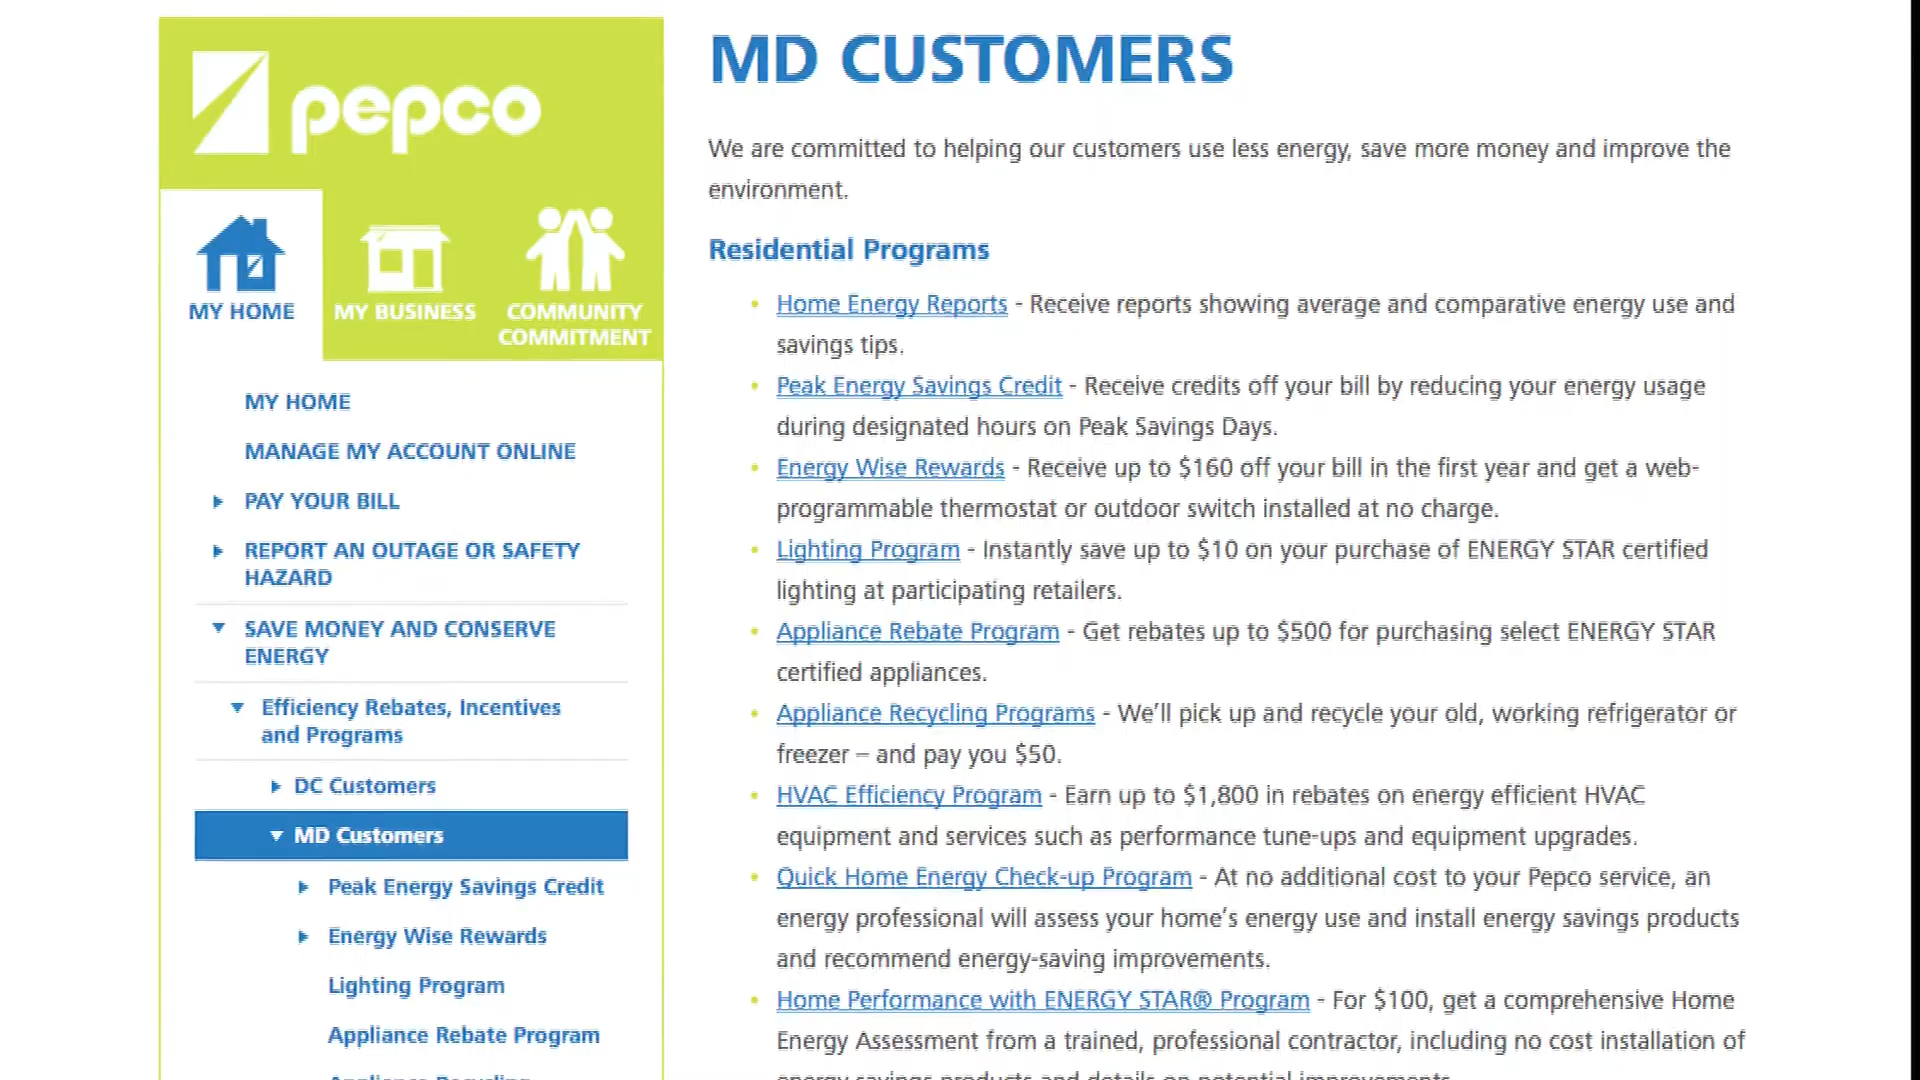 pepco
MY HOME
MY BUSINESS
COMMUNITY
COMMITMENT
MY HOME
MANAGE MY ACCOUNT ONLINE
PAY YOUR BILL
REPORT AN OUTAGE OR SAFETY
HAZARD
SAVE MONEY AND CONSERVE
ENERGY
Efficiency Rebates, Incentives
and Programs
DC Customers
MD Customers
Peak Energy Savings Credit
Energy Wise Rewards
Lighting Program
Appliance Rebate Program
Appliance Recycling
MD CUSTOMERS
We are committed to helping our customers use less energy, save more money and improve the
environment.
Residential Programs
• Home Energy Reports - Receive reports showing average and comparative energy use and
savings tips.
• Peak Energy Savings Credit - Receive credits off your bill by reducing your energy usage
during designated hours on Peak Savings Days.
• Energy Wise Rewards - Receive up to $160 off your bill in the first year and get a web-
programmable thermostat or outdoor switch installed at no charge.
• Lighting Program - Instantly save up to $10 on your purchase of ENERGY STAR certified
lighting at participating retailers.
• Appliance Rebate Program - Get rebates up to $500 for purchasing select ENERGY STAR
certified appliances.
• Appliance Recycling Programs - We’ll pick up and recycle your old, working refrigerator or
freezer – and pay you $50.
• HVAC Efficiency Program - Earn up to $1,800 in rebates on energy efficient HVAC
equipment and services such as performance tune-ups and equipment upgrades.
• Quick Home Energy Check-up Program - At no additional cost to your Pepco service, an
energy professional will assess your home’s energy use and install energy savings products
and recommend energy-saving improvements.
• Home Performance with ENERGY STAR® Program - For $100, get a comprehensive Home
Energy Assessment from a trained, professional contractor, including no cost installation of
energy savings products and details on potential improvements.